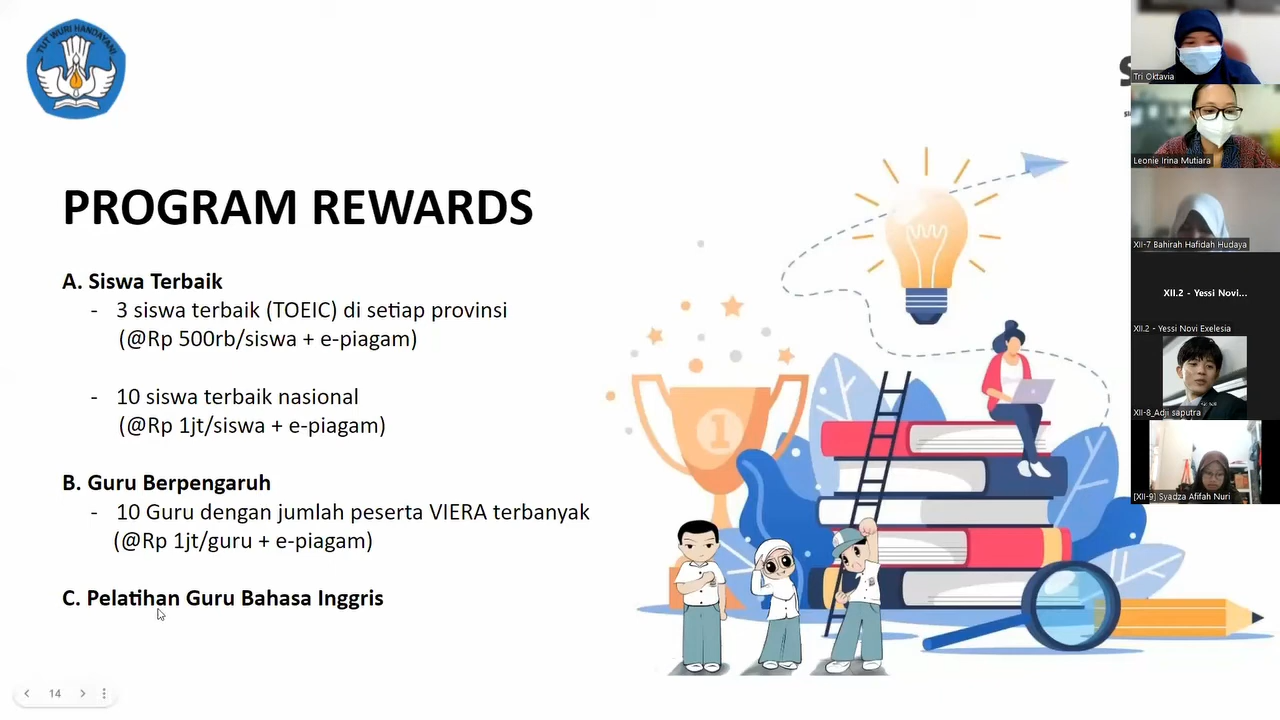 TUT WURI HANDAYANI
PROGRAM REWARDS
A. Siswa Terbaik
- 3 siswa terbaik (TOEIC) di setiap provinsi
(@Rp 500rb/siswa + e-piagam)
- 10 siswa terbaik nasional
(@Rp 1jt/siswa + e-piagam)
B. Guru Berpengaruh
- 10 Guru dengan jumlah peserta VIERA terbanyak
(@Rp 1jt/guru + e-piagam)
C. Pelatihan Guru Bahasa Inggris
14
1
Tri Oktavia
Leonie Irina Mutiara
XII-7 Bahirah Hafidah Hudaya
XII.2 - Yessi Novi...
XII.2 - Yessi Novi Exelesia
XII-8_Adji saputra
[XII-9] Syadza Afifah Nuri